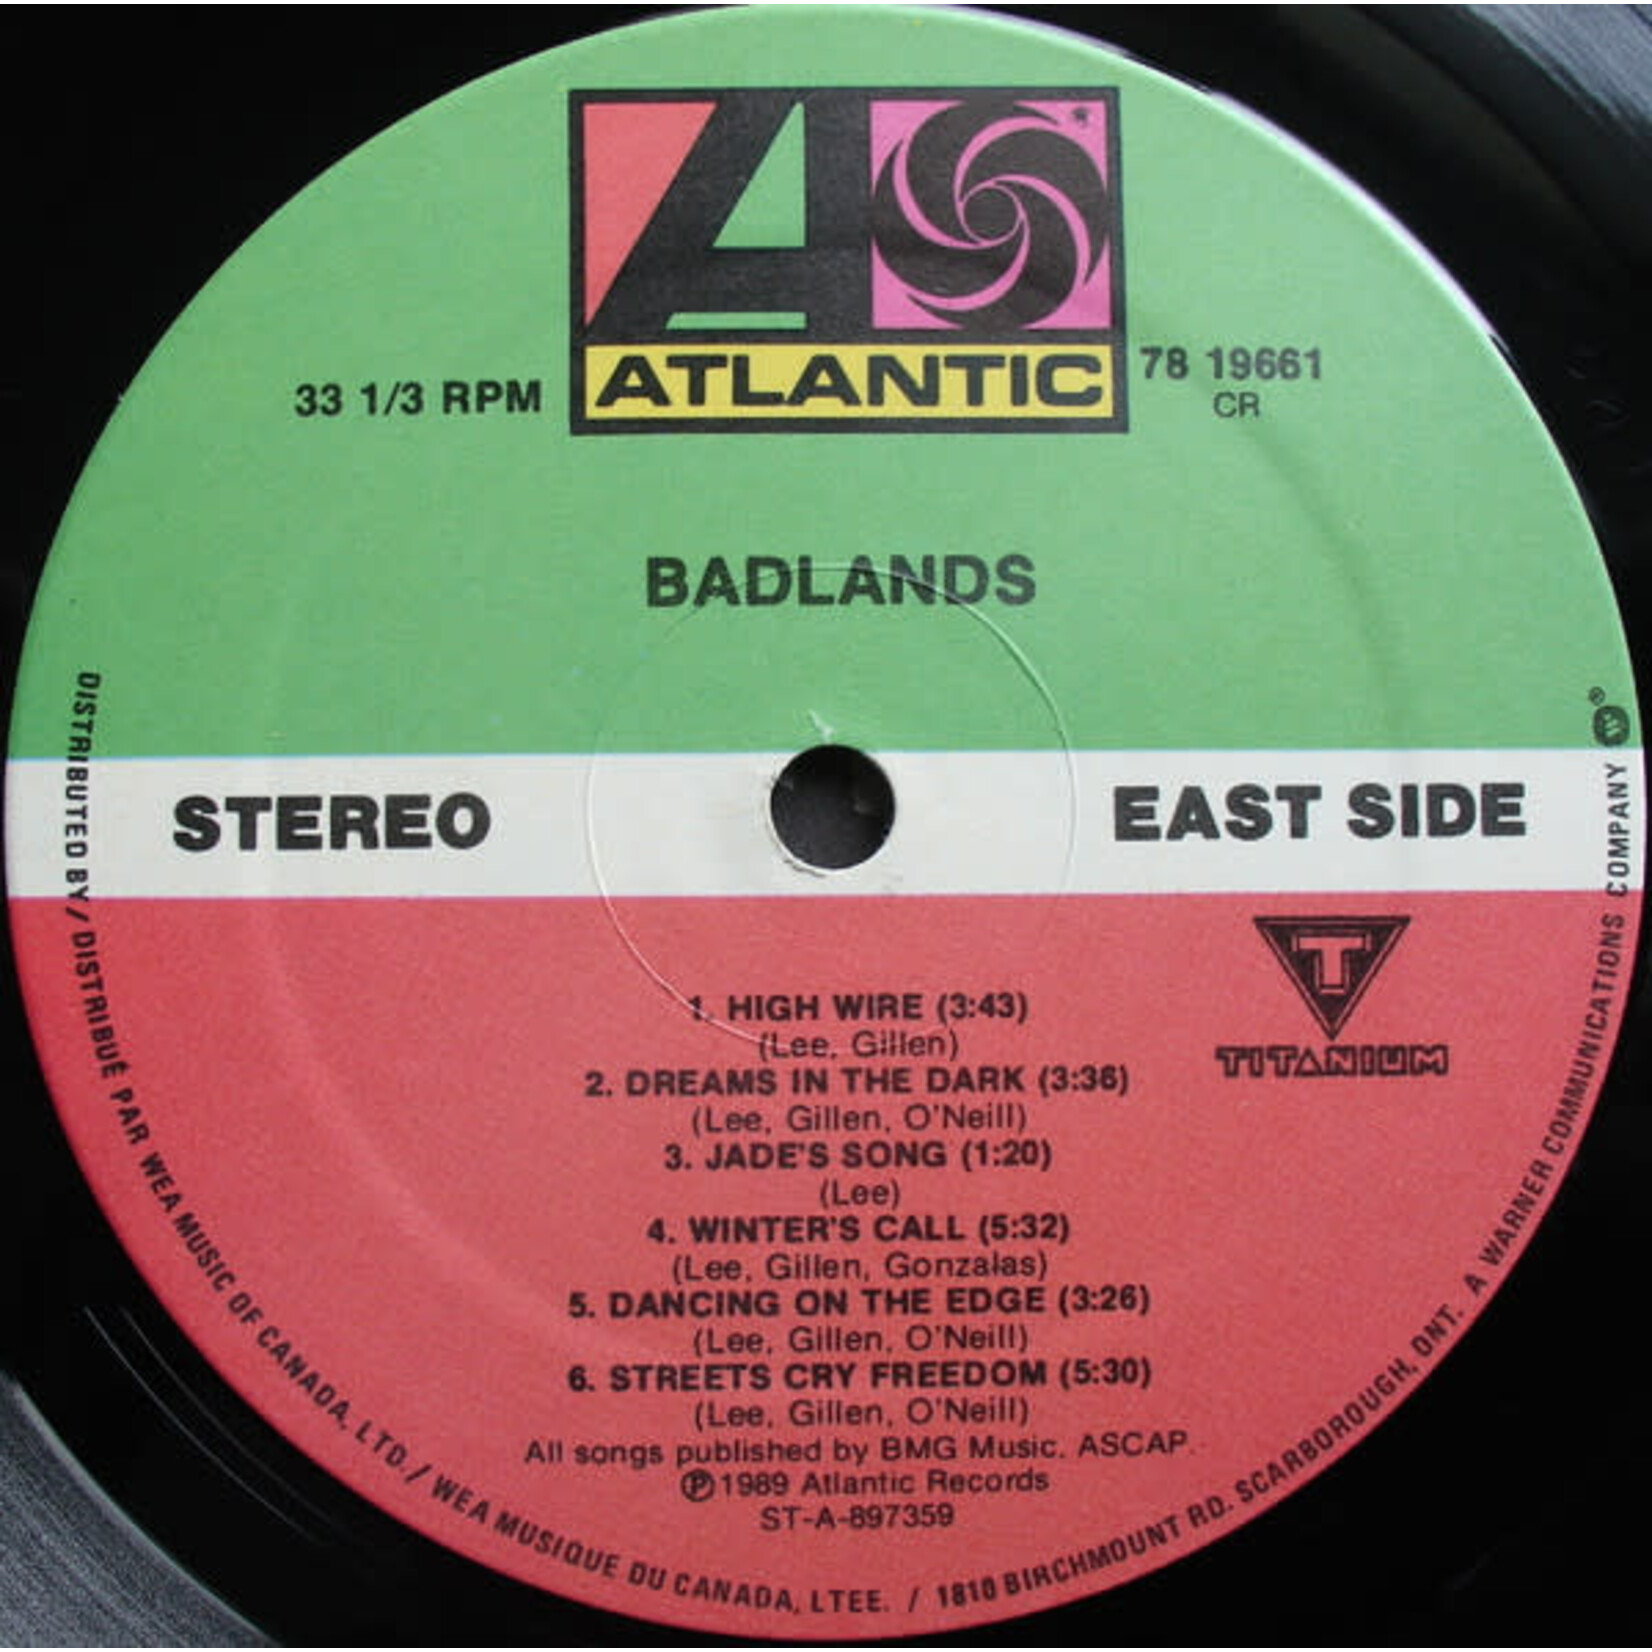 ATLANTIC
33 1/3 RPM
78 19661
CR
BADLANDS
STEREO
EAST SIDE
T
TITANIUM
1. HIGH WIRE (3:43)
(Lee, Gillen)
2. DREAMS IN THE DARK (3:36)
(Lee, Gillen, O'Neill)
3. JADE'S SONG (1:20)
(Lee)
4. WINTER'S CALL (5:32)
(Lee, Gillen, Gonzalas)
5. DANCING ON THE EDGE (3:26)
(Lee, Gillen, O'Neill)
6. STREETS CRY FREEDOM (5:30)
(Lee, Gillen, O'Neill)
All songs published by BMG Music. ASCAP.
℗1989 Atlantic Records
ST-A-897359
DISTRIBUTED BY / DISTRIBUÉ PAR WEA MUSIC OF CANADA, LTD. / WEA MUSIQUE DU CANADA, LTEE. / 1810 BIRCHMOUNT RD. SCARBOROUGH, ONT. A WARNER COMMUNICATIONS COMPANY ®